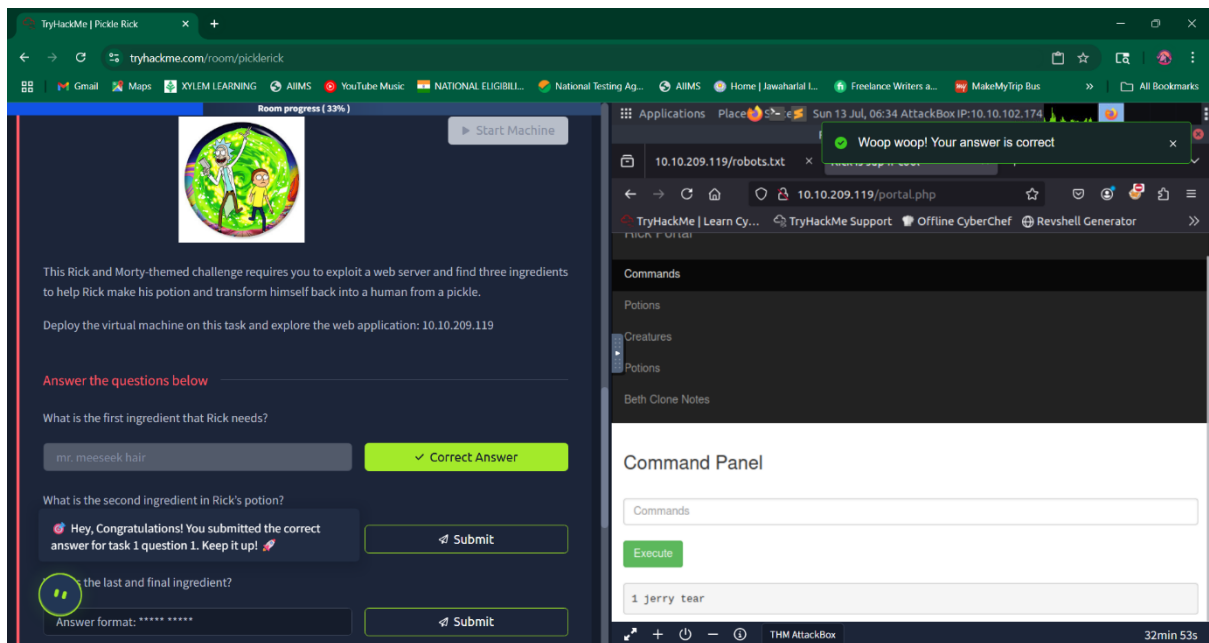 TryHackMe | Pickle Rick
tryhackme.com/room/picklerick
Gmail
Maps
XYLEM LEARNING
AIIMS
YouTube Music
NATIONAL ELIGIBILI...
National Testing Ag...
AIIMS
Home | Jawaharlal I...
Freelance Writers a...
MakeMyTrip Bus
»
All Bookmarks
Room progress ( 33% )
Start Machine
This Rick and Morty-themed challenge requires you to exploit a web server and find three ingredients
to help Rick make his potion and transform himself back into a human from a pickle.
Deploy the virtual machine on this task and explore the web application: 10.10.209.119
Answer the questions below
What is the first ingredient that Rick needs?
mr. meeseek hair
Correct Answer
What is the second ingredient in Rick's potion?
Hey, Congratulations! You submitted the correct
answer for task 1 question 1. Keep it up!
Submit
the last and final ingredient?
Answer format: ***** *****
Submit
Applications
Sun 13 Jul, 06:34 AttackBox IP:10.10.102.174
Woop woop! Your answer is correct
10.10.209.119/robots.txt
10.10.209.119/portal.php
TryHackMe | Learn Cy...
TryHackMe Support
Offline CyberChef
Revshell Generator
Rick Portal
Commands
Potions
Creatures
Potions
Beth Clone Notes
Command Panel
Commands
Execute
1 jerry tear
THM AttackBox
32min 53s